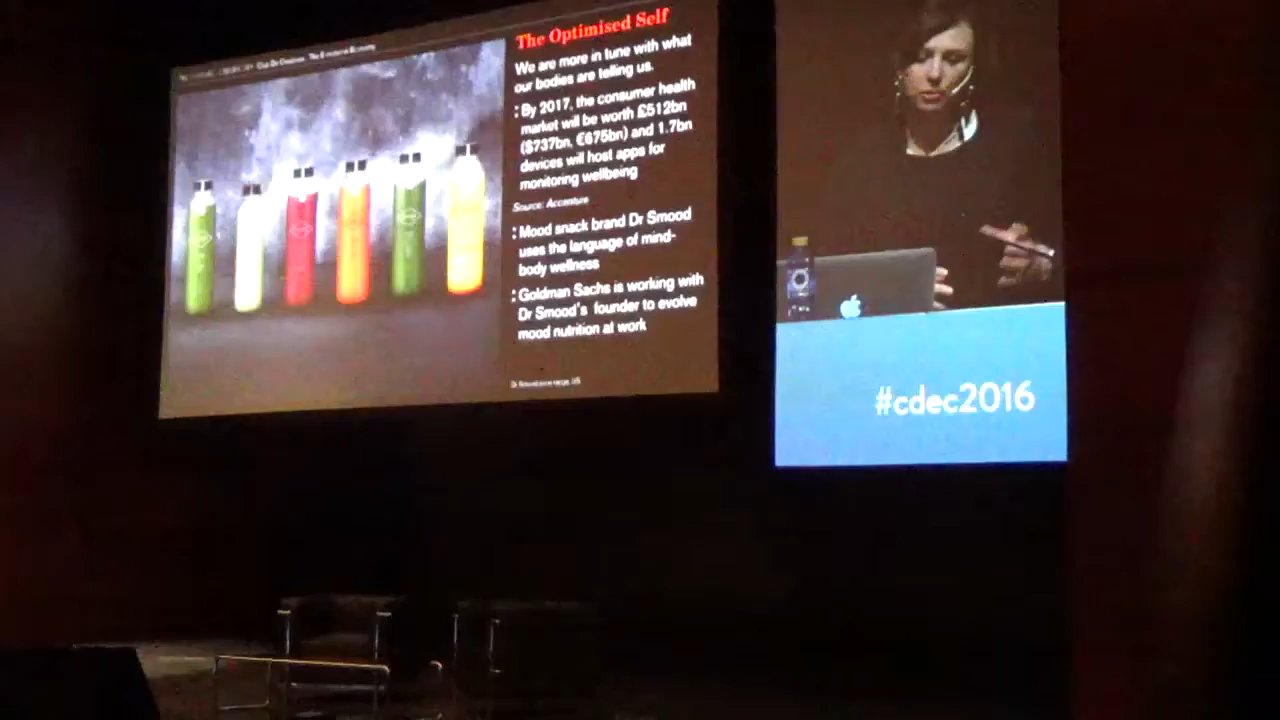 The Optimised Self
We are more in tune with what
our bodies are telling us.
: By 2017, the consumer health
market will be worth £512bn
($737bn, €675bn) and 1.7bn
devices will host apps for
monitoring wellbeing
Source: Accenture
: Mood snack brand Dr Smood
uses the language of mind-
body wellness
: Goldman Sachs is working with
Dr Smood's founder to evolve
mood nutrition at work
#cdec2016